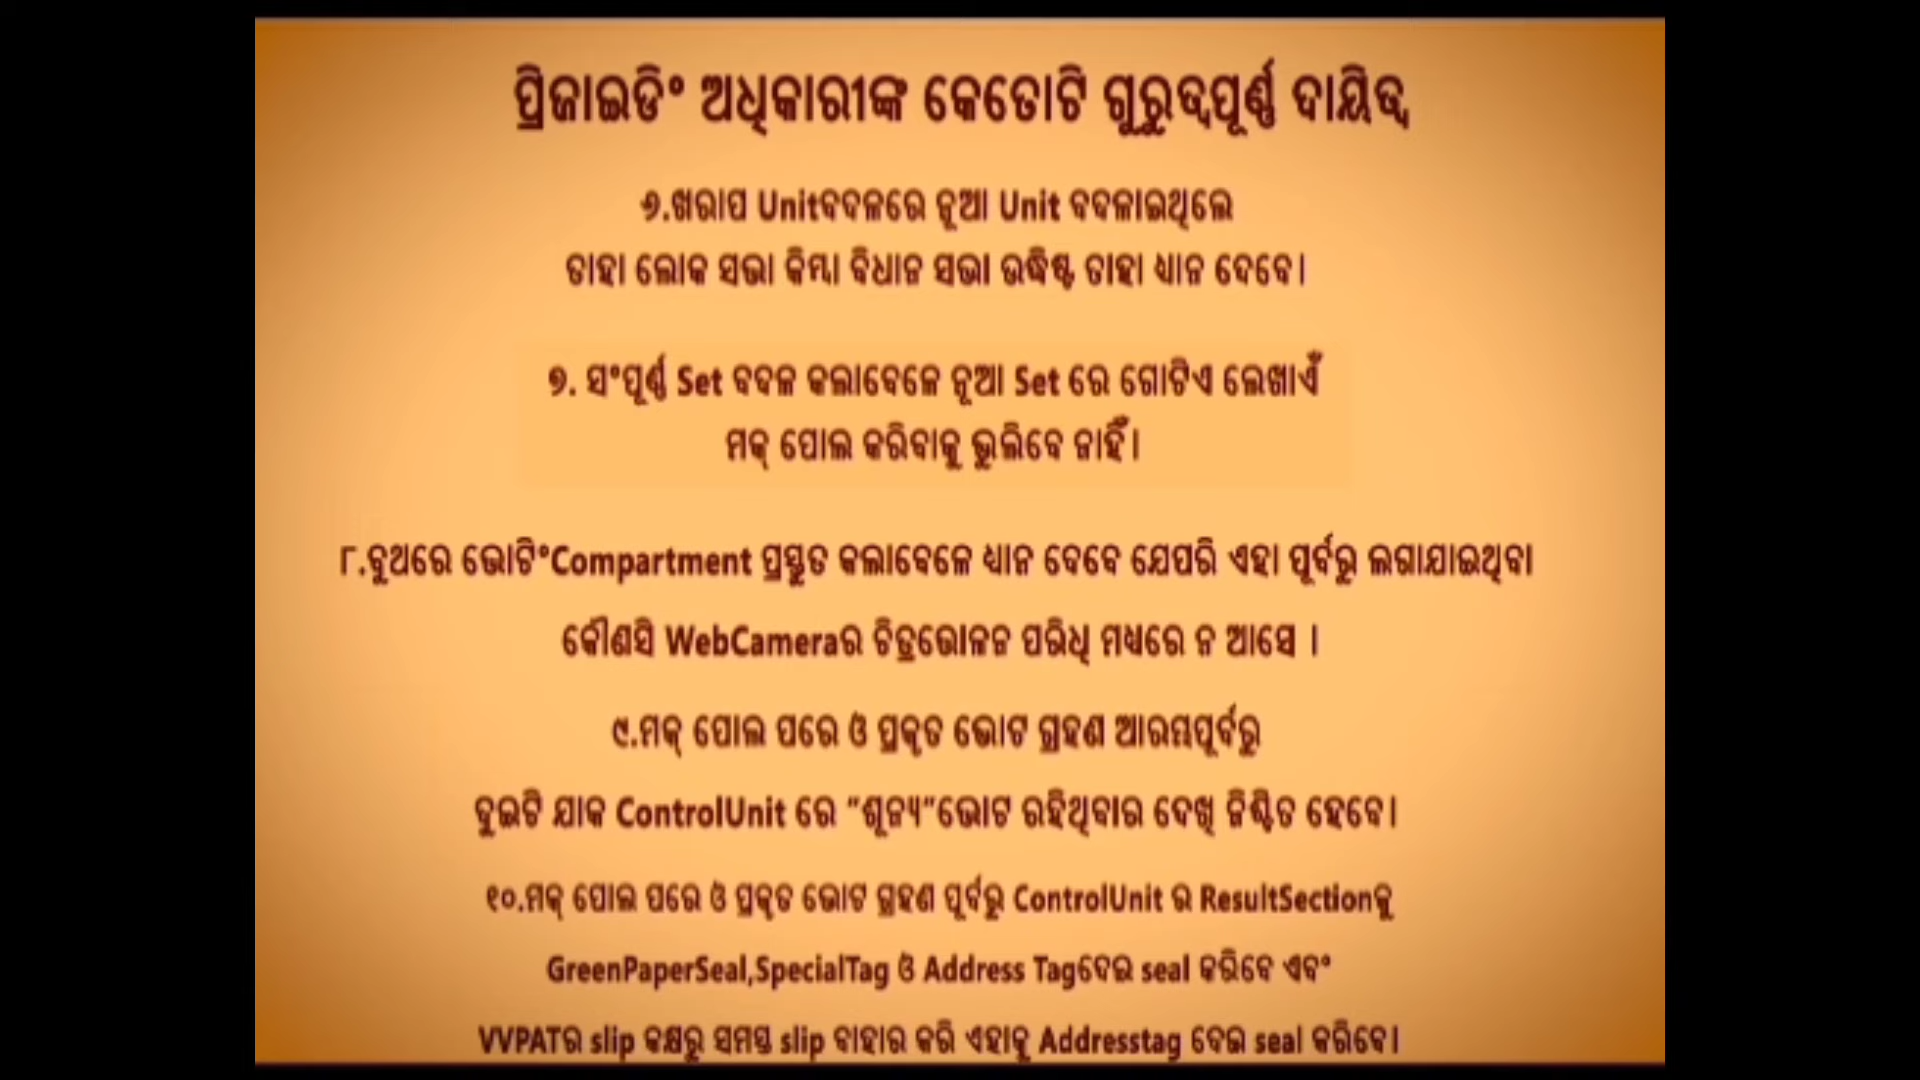 ପ୍ରିଜାଇଡିଂ ଅଧିକାରୀଙ୍କ କେତୋଟି ଗୁରୁତ୍ୱପୂର୍ଣ୍ଣ ଦାୟିତ୍ୱ
୬.ଖରାପ Unitବଦଳରେ ନୂଆ Unit ବଦଳାଇଥିଲେ
ତାହା ଲୋକ ସଭା କିମ୍ଭା ବିଧାନ ସଭା ଉଦ୍ଧିଷ୍ଟ ତାହା ଧ୍ୟାନ ଦେବେ।
୭. ସଂପୂର୍ଣ୍ଣ Set ବଦଳ କଲାବେଳେ ନୂଆ Set ରେ ଗୋଟିଏ ଲେଖାଏଁ
ମକ୍ ପୋଲ କରିବାକୁ ଭୁଲିବେ ନାହିଁ।
୮.ବୁଥରେ ଭୋଟିଂCompartment ପ୍ରସ୍ତୁତ କଲାବେଳେ ଧ୍ୟାନ ଦେବେ ଯେପରି ଏହା ପୂର୍ବରୁ ଲଗାଯାଇଥିବା
କୌଣସି WebCameraର ଚିତ୍ରଭୋଳନ ପରିଧି ମଧ୍ୟରେ ନ ଆସେ ।
୯.ମକ୍ ପୋଲ ପରେ ଓ ପ୍ରକୃତ ଭୋଟ ଗ୍ରହଣ ଆରମ୍ଭପୂର୍ବରୁ
ଦୁଇଟି ଯାକ ControlUnit ରେ "ଶୂନ୍ୟ"ଭୋଟ ରହିଥିବାର ଦେଖି ନିଶ୍ଚିତ ହେବେ।
୧୦.ମକ୍ ପୋଲ ପରେ ଓ ପ୍ରକୃତ ଭୋଟ ଗ୍ରହଣ ପୂର୍ବରୁ ControlUnit ର ResultSectionକୁ
GreenPaperSeal,SpecialTag ଓ Address Tagଦେଇ seal କରିବେ ଏବଂ
VVPATର slip କକ୍ଷରୁ ସମସ୍ତ slip ବାହାର କରି ଏହାକୁ Addresstag ଦେଇ seal କରିବେ।